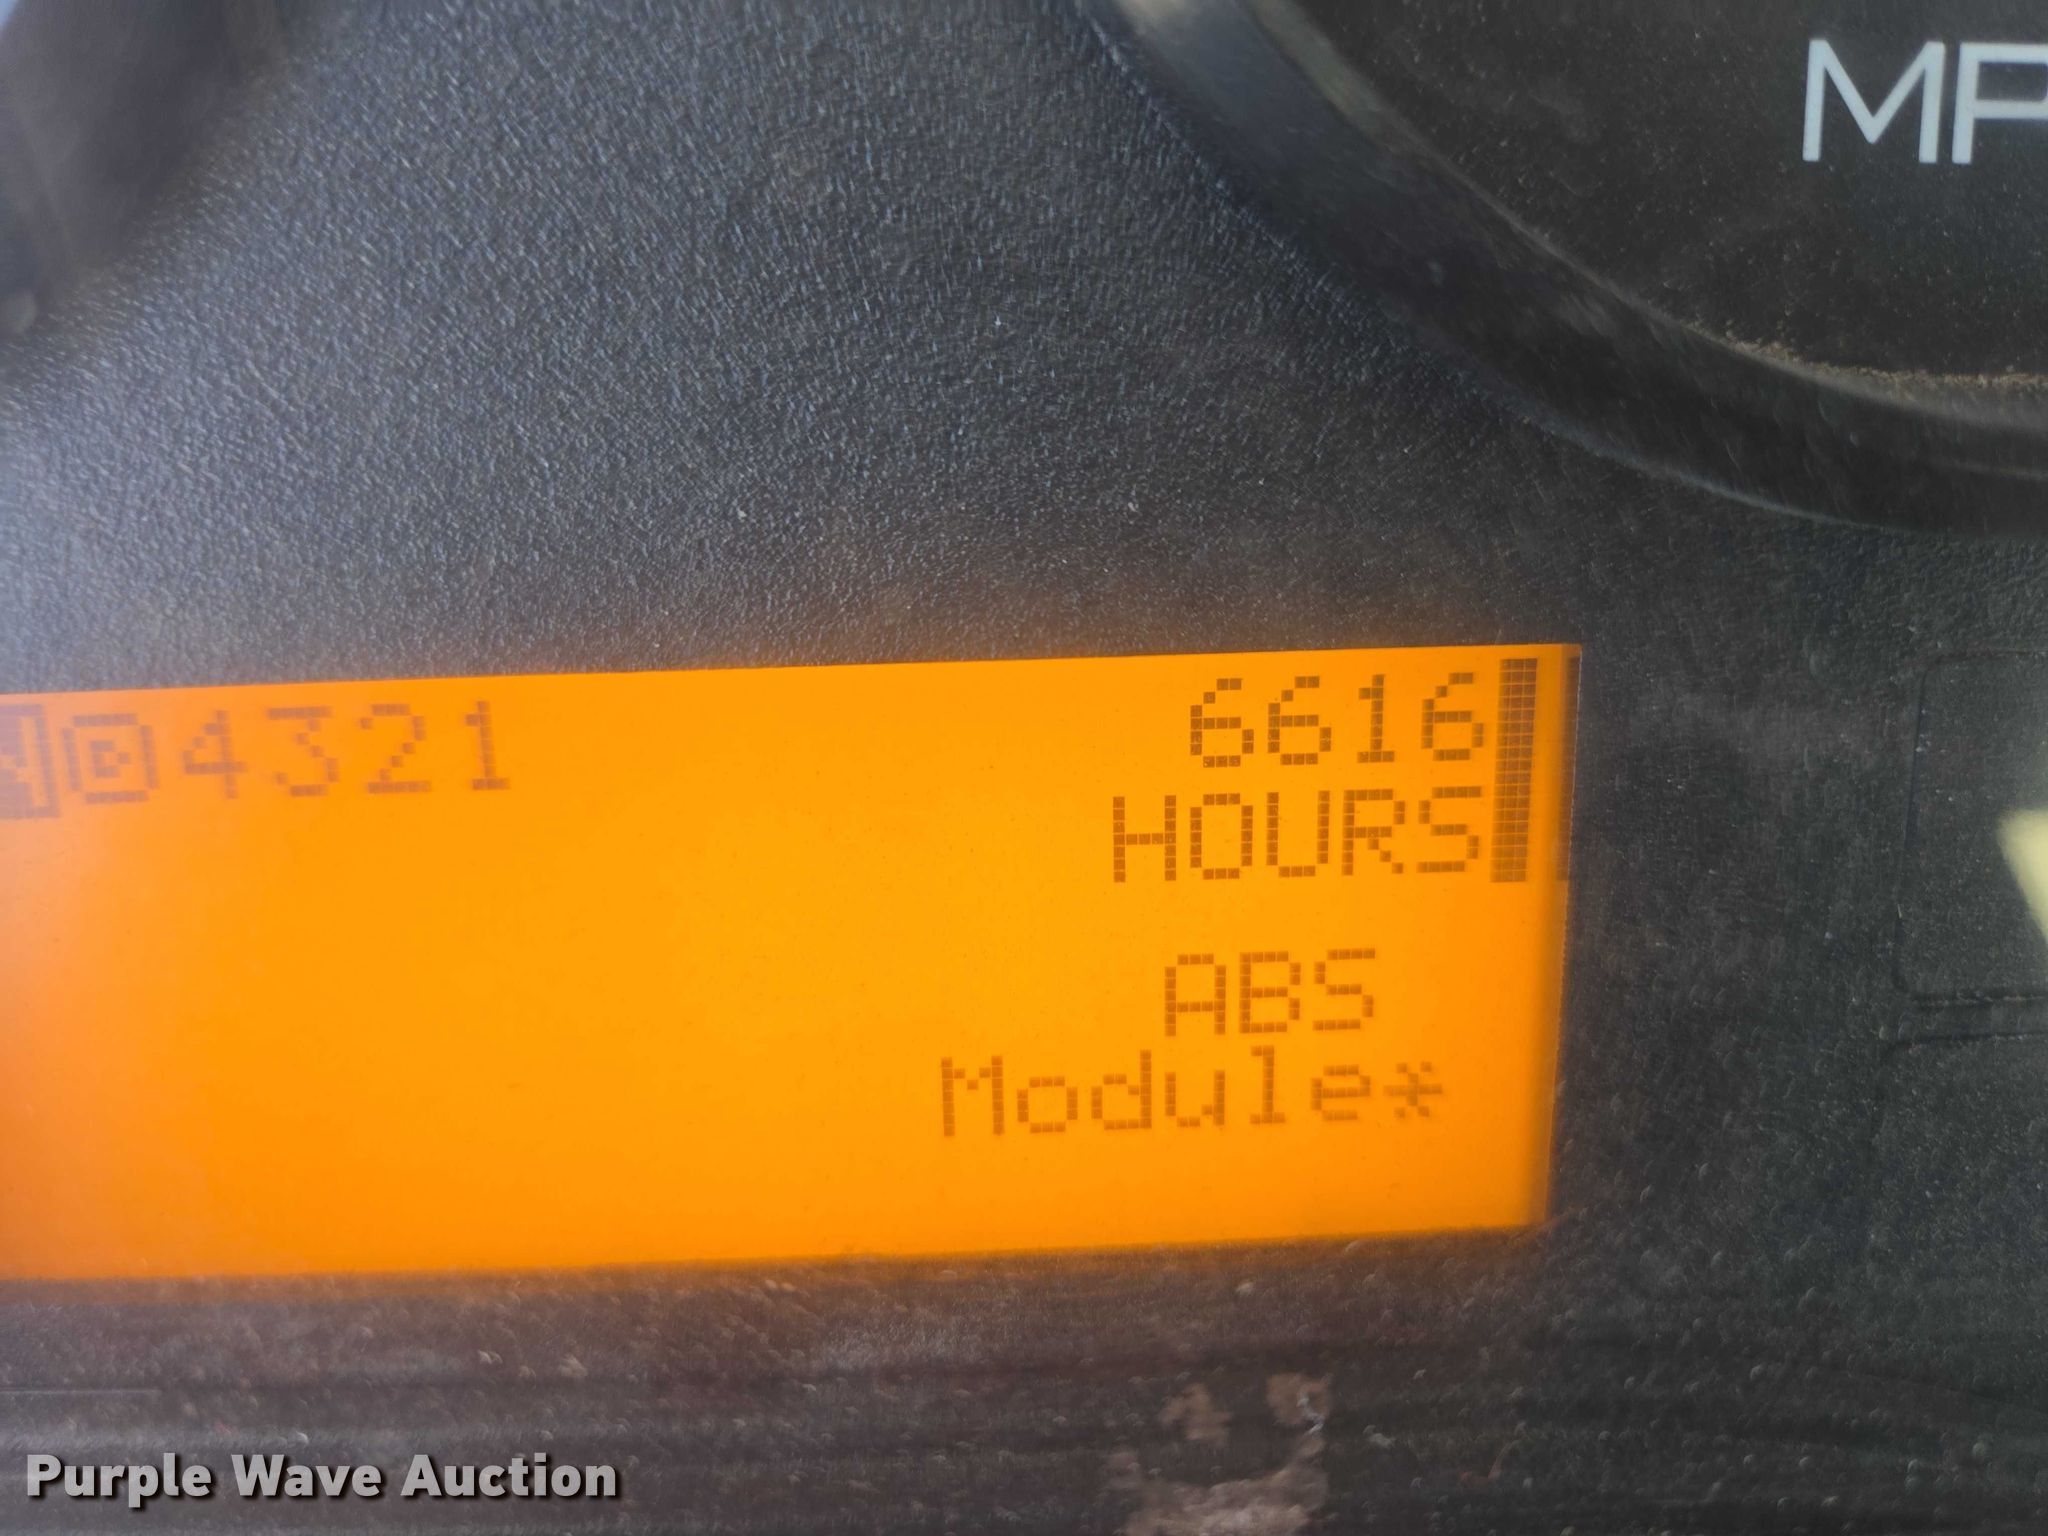 MP
N D 4321
6616
HOURS
ABS
Module*
Purple Wave Auction